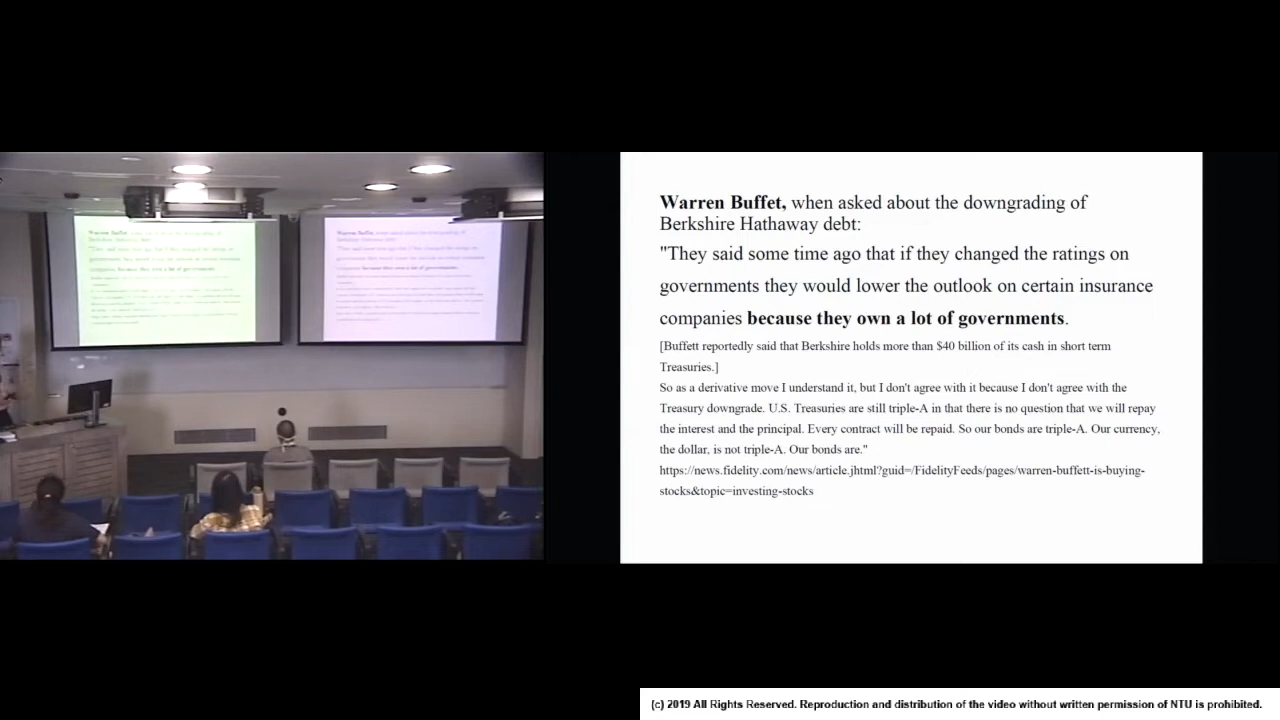 Warren Buffet, when asked about the downgrading of
Berkshire Hathaway debt:
"They said some time ago that if they changed the ratings on
governments they would lower the outlook on certain insurance
companies because they own a lot of governments.
[Buffett reportedly said that Berkshire holds more than $40 billion of its cash in short term
Treasuries.]
So as a derivative move I understand it, but I don't agree with it because I don't agree with the
Treasury downgrade. U.S. Treasuries are still triple-A in that there is no question that we will repay
the interest and the principal. Every contract will be repaid. So our bonds are triple-A. Our currency,
the dollar, is not triple-A. Our bonds are."
https://news.fidelity.com/news/article.jhtml?guid=/FidelityFeeds/pages/warren-buffett-is-buying-
stocks&topic=investing-stocks
(c) 2019 All Rights Reserved. Reproduction and distribution of the video without written permission of NTU is prohibited.